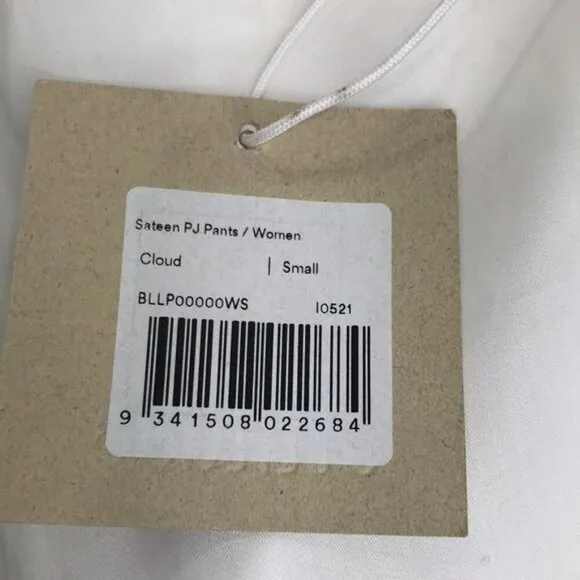 Sateen PJ Pants / Women
Cloud | Small
BLLP00000WS I0521
9 341508 022684